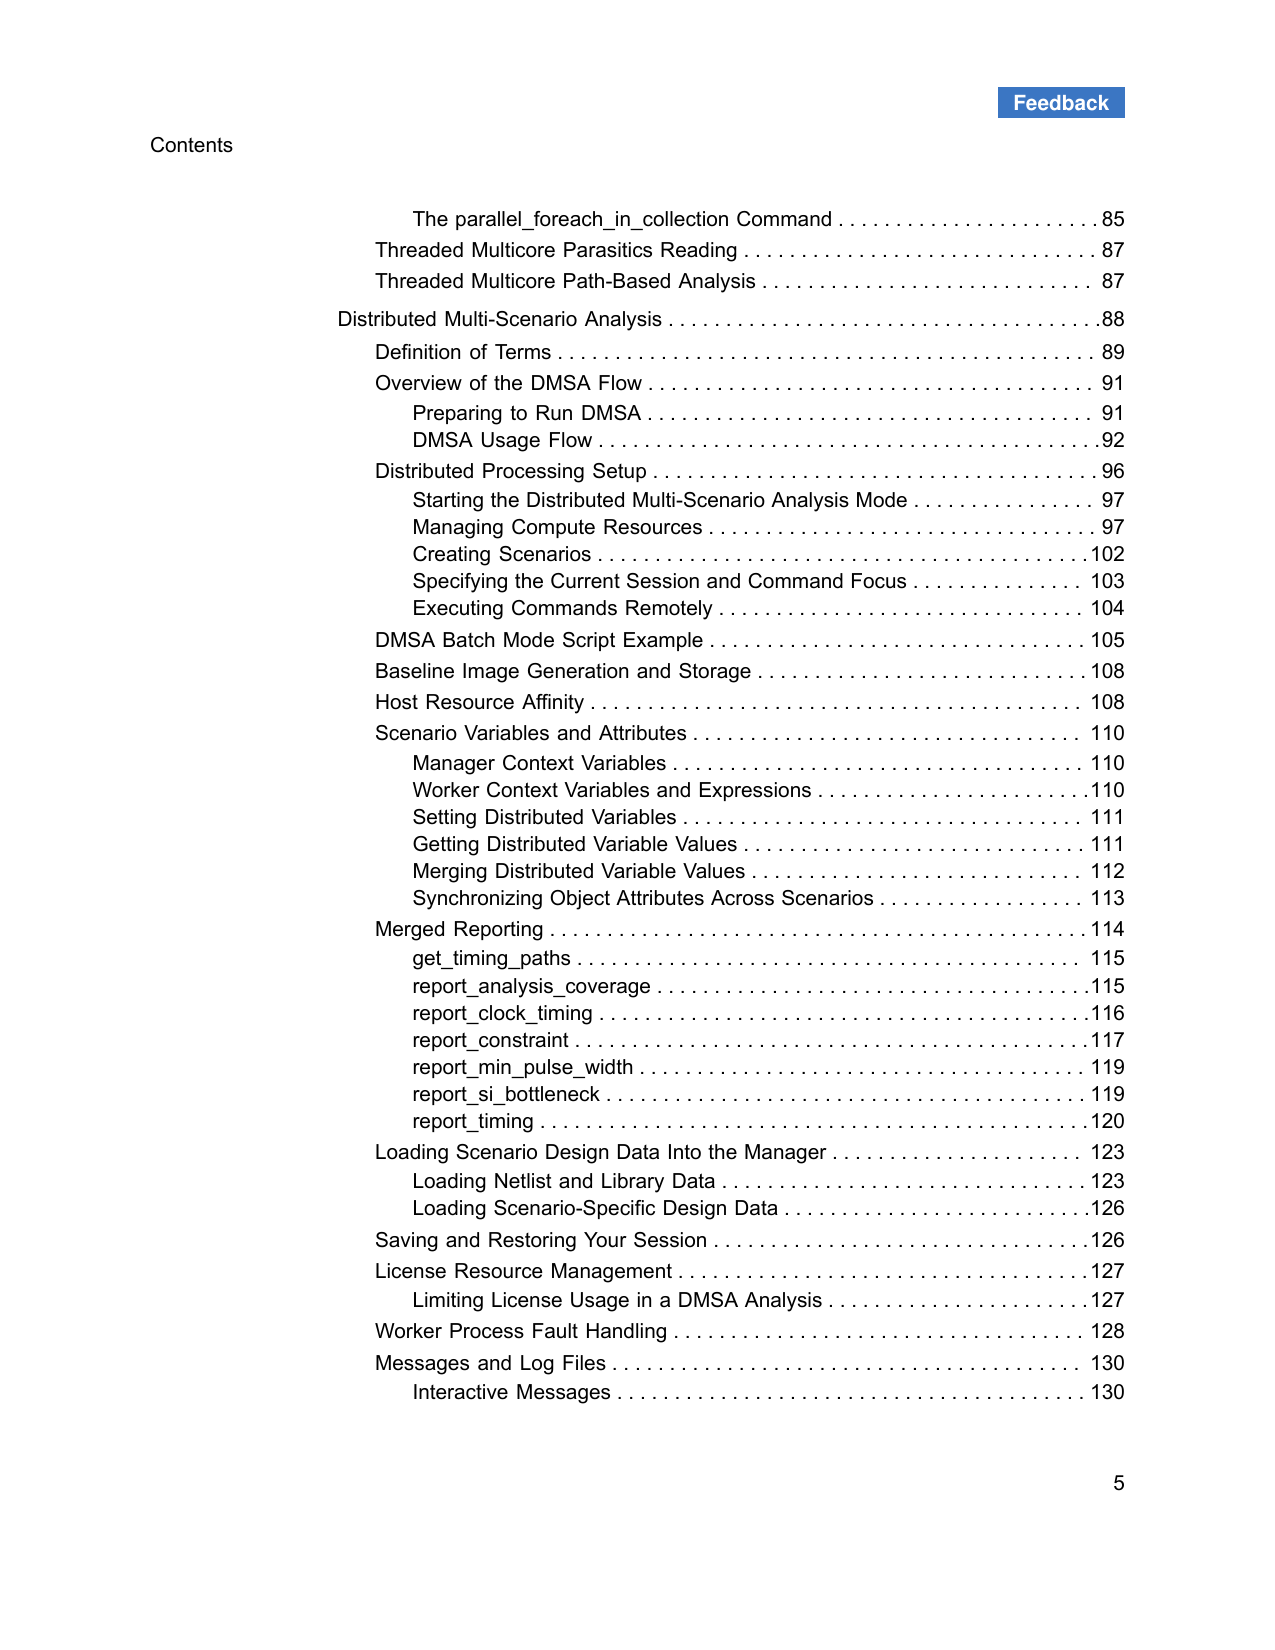 Feedback
Contents
The parallel_foreach_in_collection Command . . . . . . . . . . . . . . . . . . . . . . . 85
Threaded Multicore Parasitics Reading . . . . . . . . . . . . . . . . . . . . . . . . . . . . . . . 87
Threaded Multicore Path-Based Analysis . . . . . . . . . . . . . . . . . . . . . . . . . . . . . 87
Distributed Multi-Scenario Analysis . . . . . . . . . . . . . . . . . . . . . . . . . . . . . . . . . . . . . .88
Definition of Terms . . . . . . . . . . . . . . . . . . . . . . . . . . . . . . . . . . . . . . . . . . . . . . . 89
Overview of the DMSA Flow . . . . . . . . . . . . . . . . . . . . . . . . . . . . . . . . . . . . . . . 91
Preparing to Run DMSA . . . . . . . . . . . . . . . . . . . . . . . . . . . . . . . . . . . . . . . 91
DMSA Usage Flow . . . . . . . . . . . . . . . . . . . . . . . . . . . . . . . . . . . . . . . . . . . .92
Distributed Processing Setup . . . . . . . . . . . . . . . . . . . . . . . . . . . . . . . . . . . . . . . 96
Starting the Distributed Multi-Scenario Analysis Mode . . . . . . . . . . . . . . . . 97
Managing Compute Resources . . . . . . . . . . . . . . . . . . . . . . . . . . . . . . . . . . 97
Creating Scenarios . . . . . . . . . . . . . . . . . . . . . . . . . . . . . . . . . . . . . . . . . . .102
Specifying the Current Session and Command Focus . . . . . . . . . . . . . . . 103
Executing Commands Remotely . . . . . . . . . . . . . . . . . . . . . . . . . . . . . . . . 104
DMSA Batch Mode Script Example . . . . . . . . . . . . . . . . . . . . . . . . . . . . . . . . . 105
Baseline Image Generation and Storage . . . . . . . . . . . . . . . . . . . . . . . . . . . . . 108
Host Resource Affinity . . . . . . . . . . . . . . . . . . . . . . . . . . . . . . . . . . . . . . . . . . . 108
Scenario Variables and Attributes . . . . . . . . . . . . . . . . . . . . . . . . . . . . . . . . . . 110
Manager Context Variables . . . . . . . . . . . . . . . . . . . . . . . . . . . . . . . . . . . . 110
Worker Context Variables and Expressions . . . . . . . . . . . . . . . . . . . . . . . .110
Setting Distributed Variables . . . . . . . . . . . . . . . . . . . . . . . . . . . . . . . . . . . 111
Getting Distributed Variable Values . . . . . . . . . . . . . . . . . . . . . . . . . . . . . . 111
Merging Distributed Variable Values . . . . . . . . . . . . . . . . . . . . . . . . . . . . . 112
Synchronizing Object Attributes Across Scenarios . . . . . . . . . . . . . . . . . . 113
Merged Reporting . . . . . . . . . . . . . . . . . . . . . . . . . . . . . . . . . . . . . . . . . . . . . . . 114
get_timing_paths . . . . . . . . . . . . . . . . . . . . . . . . . . . . . . . . . . . . . . . . . . . . 115
report_analysis_coverage . . . . . . . . . . . . . . . . . . . . . . . . . . . . . . . . . . . . . .115
report_clock_timing . . . . . . . . . . . . . . . . . . . . . . . . . . . . . . . . . . . . . . . . . . .116
report_constraint . . . . . . . . . . . . . . . . . . . . . . . . . . . . . . . . . . . . . . . . . . . . .117
report_min_pulse_width . . . . . . . . . . . . . . . . . . . . . . . . . . . . . . . . . . . . . . . 119
report_si_bottleneck . . . . . . . . . . . . . . . . . . . . . . . . . . . . . . . . . . . . . . . . . . 119
report_timing . . . . . . . . . . . . . . . . . . . . . . . . . . . . . . . . . . . . . . . . . . . . . . . .120
Loading Scenario Design Data Into the Manager . . . . . . . . . . . . . . . . . . . . . . 123
Loading Netlist and Library Data . . . . . . . . . . . . . . . . . . . . . . . . . . . . . . . . 123
Loading Scenario-Specific Design Data . . . . . . . . . . . . . . . . . . . . . . . . . . .126
Saving and Restoring Your Session . . . . . . . . . . . . . . . . . . . . . . . . . . . . . . . . .126
License Resource Management . . . . . . . . . . . . . . . . . . . . . . . . . . . . . . . . . . . .127
Limiting License Usage in a DMSA Analysis . . . . . . . . . . . . . . . . . . . . . . .127
Worker Process Fault Handling . . . . . . . . . . . . . . . . . . . . . . . . . . . . . . . . . . . . 128
Messages and Log Files . . . . . . . . . . . . . . . . . . . . . . . . . . . . . . . . . . . . . . . . . 130
Interactive Messages . . . . . . . . . . . . . . . . . . . . . . . . . . . . . . . . . . . . . . . . . 130
5